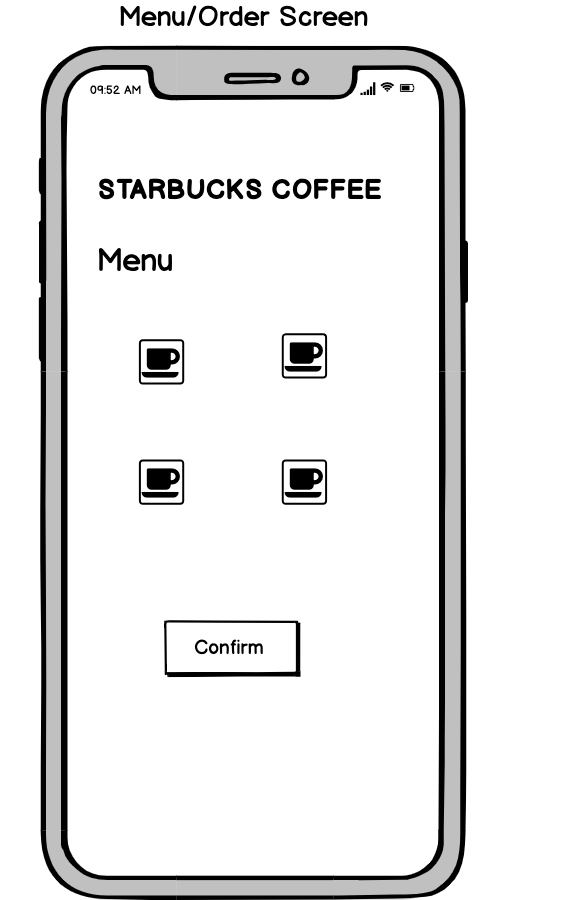 Menu/Order Screen
09:52 AM
STARBUCKS COFFEE
Menu
Confirm